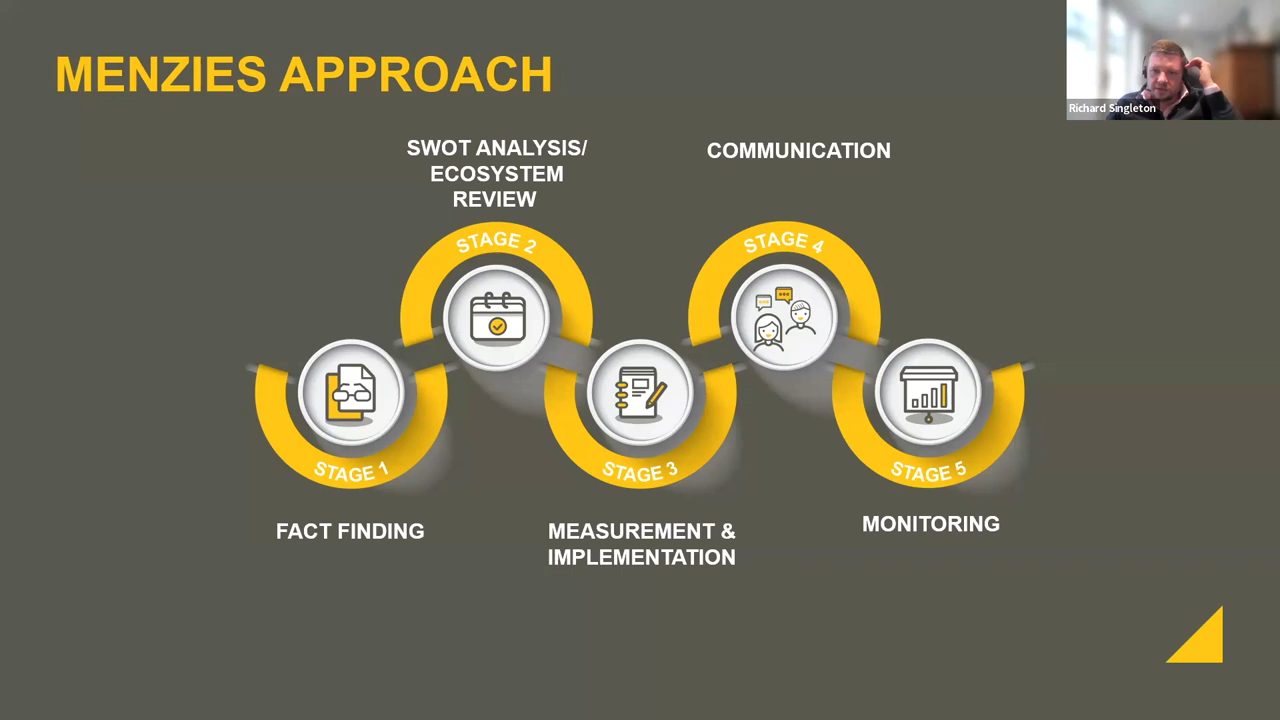 MENZIES APPROACH
Richard Singleton
SWOT ANALYSIS/
ECOSYSTEM
REVIEW
COMMUNICATION
STAGE 2
STAGE 4
STAGE 1
STAGE 3
STAGE 5
FACT FINDING
MEASUREMENT &
IMPLEMENTATION
MONITORING